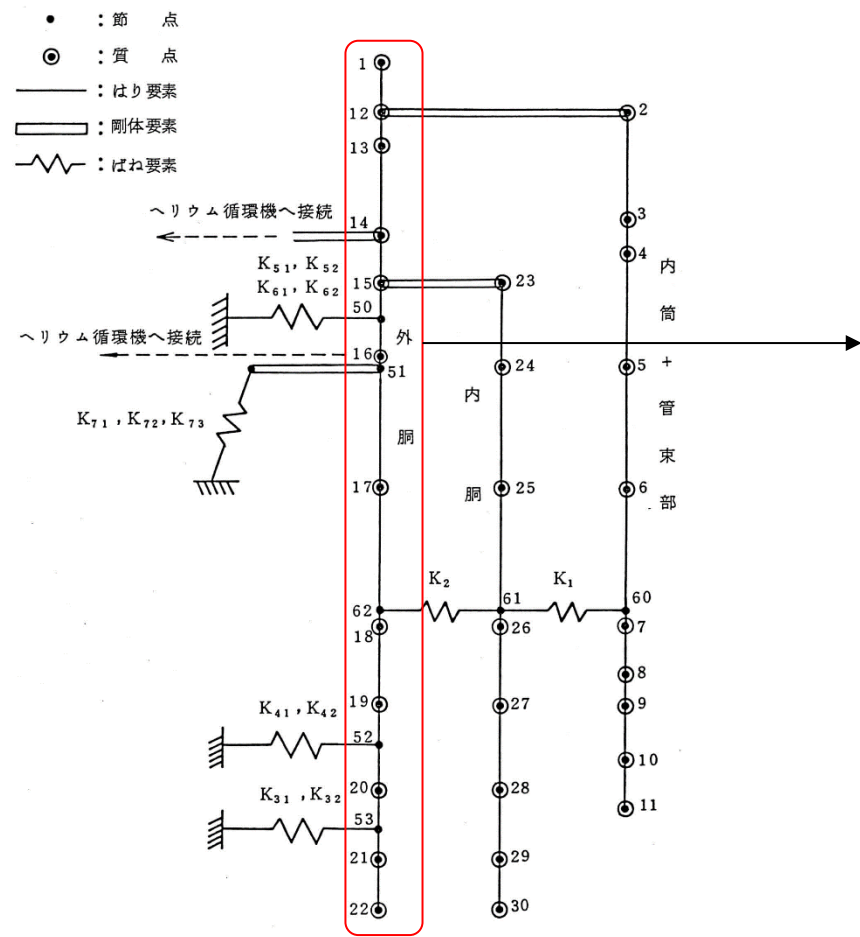 ● : 節 点
◉ : 質 点
: はり要素
: 剛体要素
: ばね要素
1
12
2
13
3
ヘリウム循環機へ接続
14
4
K51, K52
K61, K62
15
23
50
内筒+管束部
ヘリウム循環機へ接続
16
51
外胴
24
5
内胴
K71, K72, K73
17
25
6
K2
K1
62
61
60
18
26
7
8
19
27
9
K41, K42
52
10
20
28
K31, K32
53
11
21
29
22
30